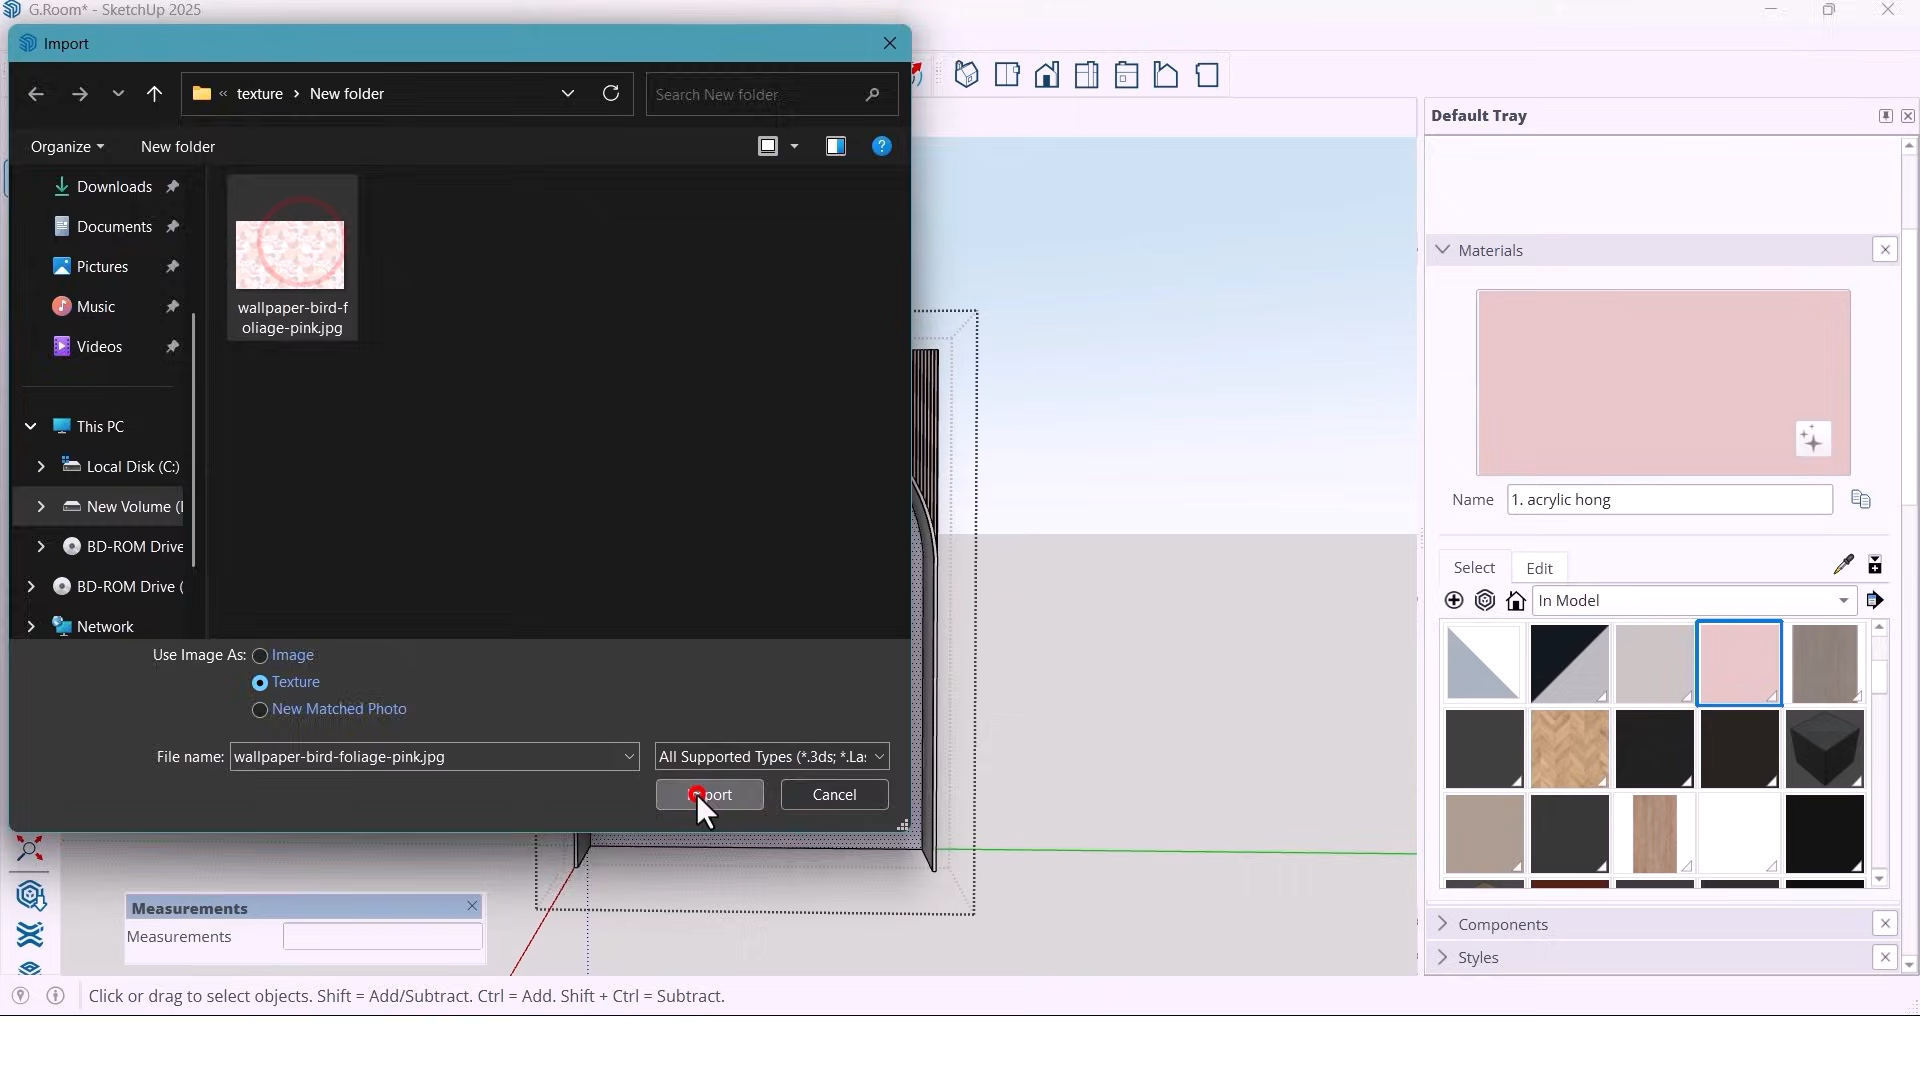 G.Room* - SketchUp 2025
Import
« texture > New folder
Search New folder
Organize
New folder
Downloads
Documents
Pictures
Music
Videos
This PC
Local Disk (C:)
New Volume (
BD-ROM Drive
BD-ROM Drive (
Network
wallpaper-bird-f
oliage-pink.jpg
Use Image As:
Image
Texture
New Matched Photo
File name:
wallpaper-bird-foliage-pink.jpg
All Supported Types (*.3ds; *.La
port
Cancel
Default Tray
Materials
Name
1. acrylic hong
Select
Edit
In Model
Components
Styles
Measurements
Measurements
Click or drag to select objects. Shift = Add/Subtract. Ctrl = Add. Shift + Ctrl = Subtract.